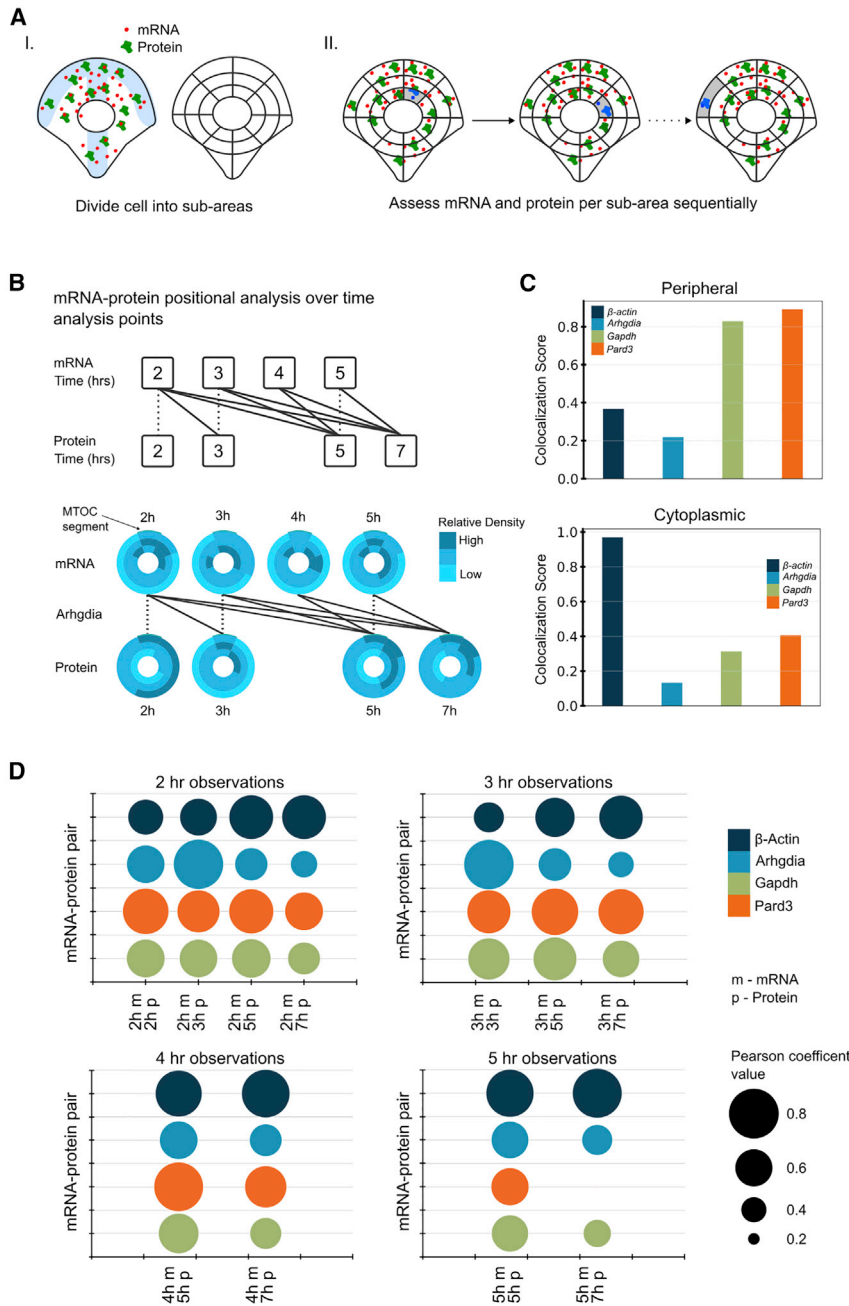 A
mRNA
Protein
I.
II.
Divide cell into sub-areas
Assess mRNA and protein per sub-area sequentially
B
mRNA-protein positional analysis over time
analysis points
mRNA
Time (hrs)
2 3 4 5
Protein
Time (hrs)
2 3 5 7
MTOC
segment
2h 3h 4h 5h
Relative Density
High
Low
mRNA
Arhgdia
Protein
2h 3h 5h 7h
C
Peripheral
Colocalization Score
0.8
0.6
0.4
0.2
0.0
β-actin
Arhgdia
Gapdh
Pard3
Cytoplasmic
Colocalization Score
1.0
0.8
0.6
0.4
0.2
0.0
β-actin
Arhgdia
Gapdh
Pard3
D
2 hr observations
mRNA-protein pair
2h m
2h p
2h m
3h p
2h m
5h p
2h m
7h p
3 hr observations
mRNA-protein pair
3h m
3h p
3h m
5h p
3h m
7h p
β-Actin
Arhgdia
Gapdh
Pard3
m - mRNA
p - Protein
4 hr observations
mRNA-protein pair
4h m
5h p
4h m
7h p
5 hr observations
mRNA-protein pair
5h m
5h p
5h m
7h p
Pearson coefficent
value
0.8
0.6
0.4
0.2